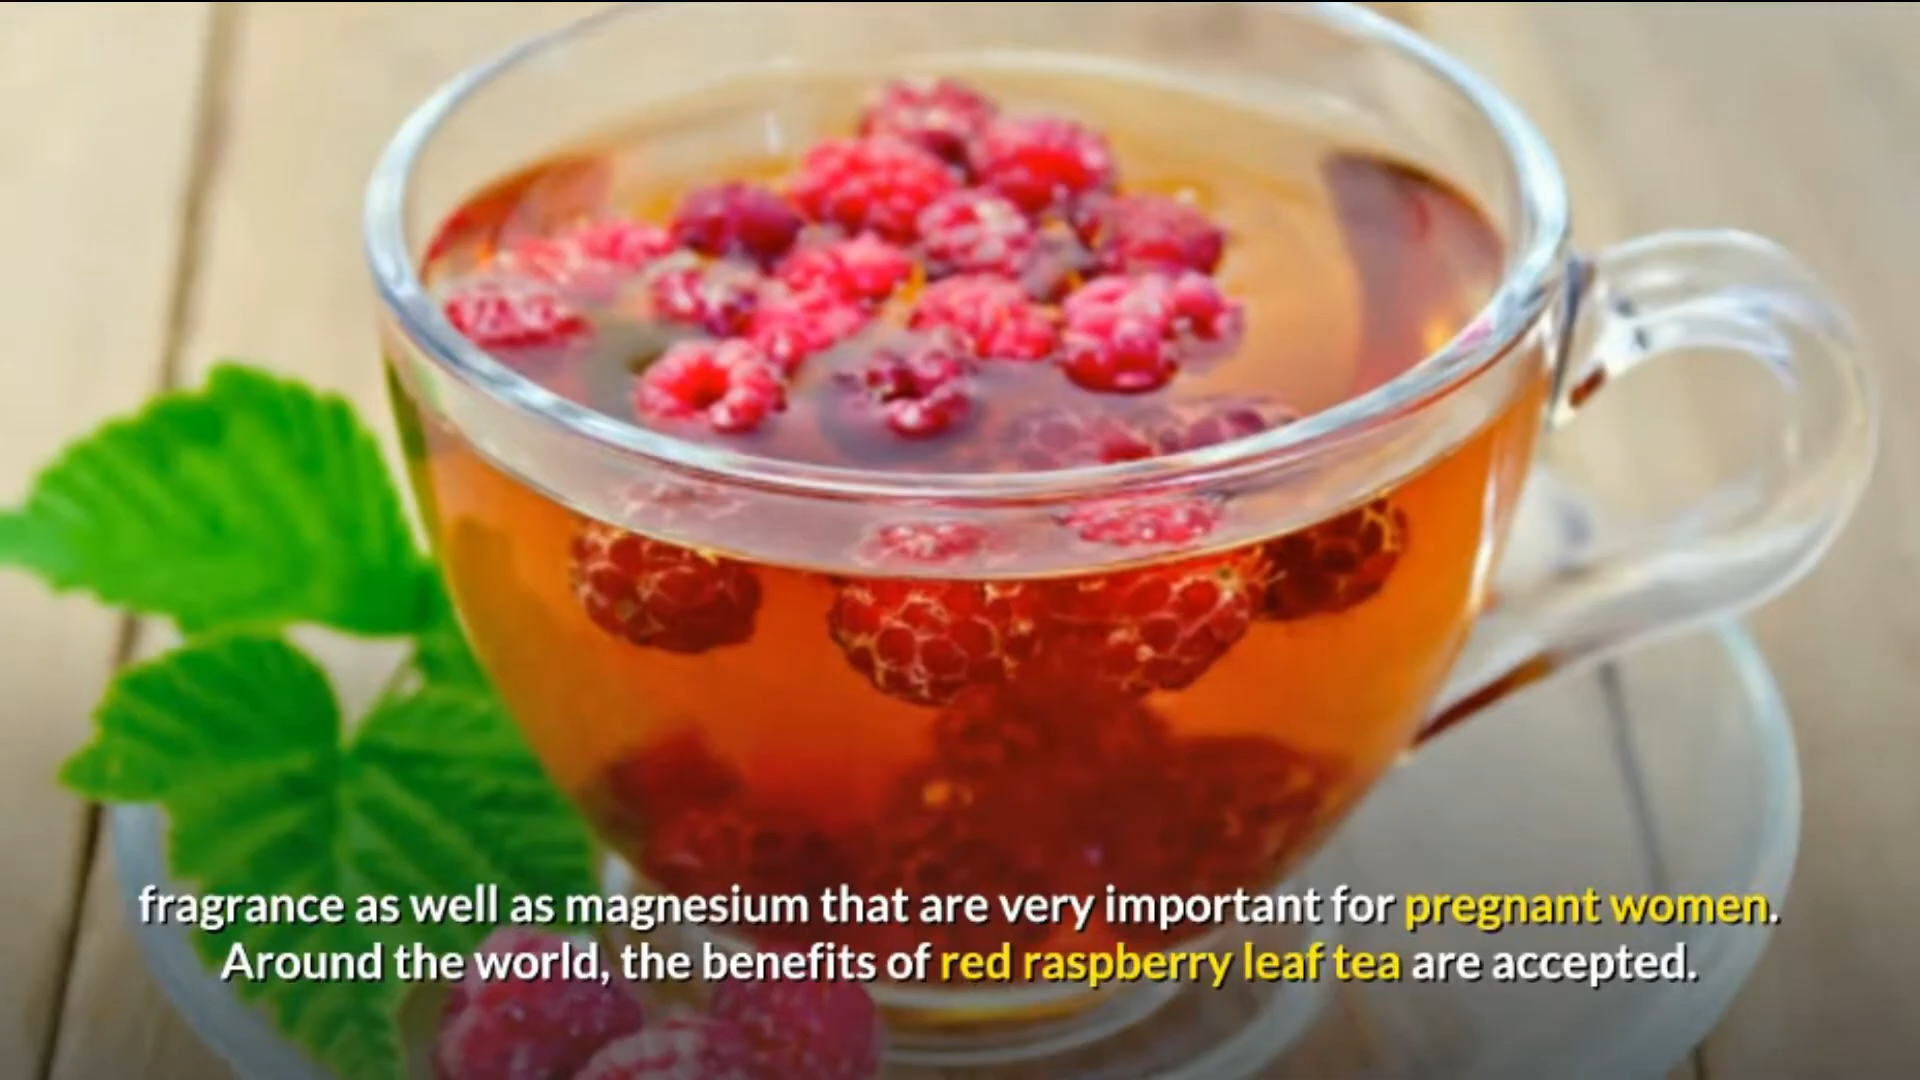 fragrance as well as magnesium that are very important for pregnant women.
Around the world, the benefits of red raspberry leaf tea are accepted.